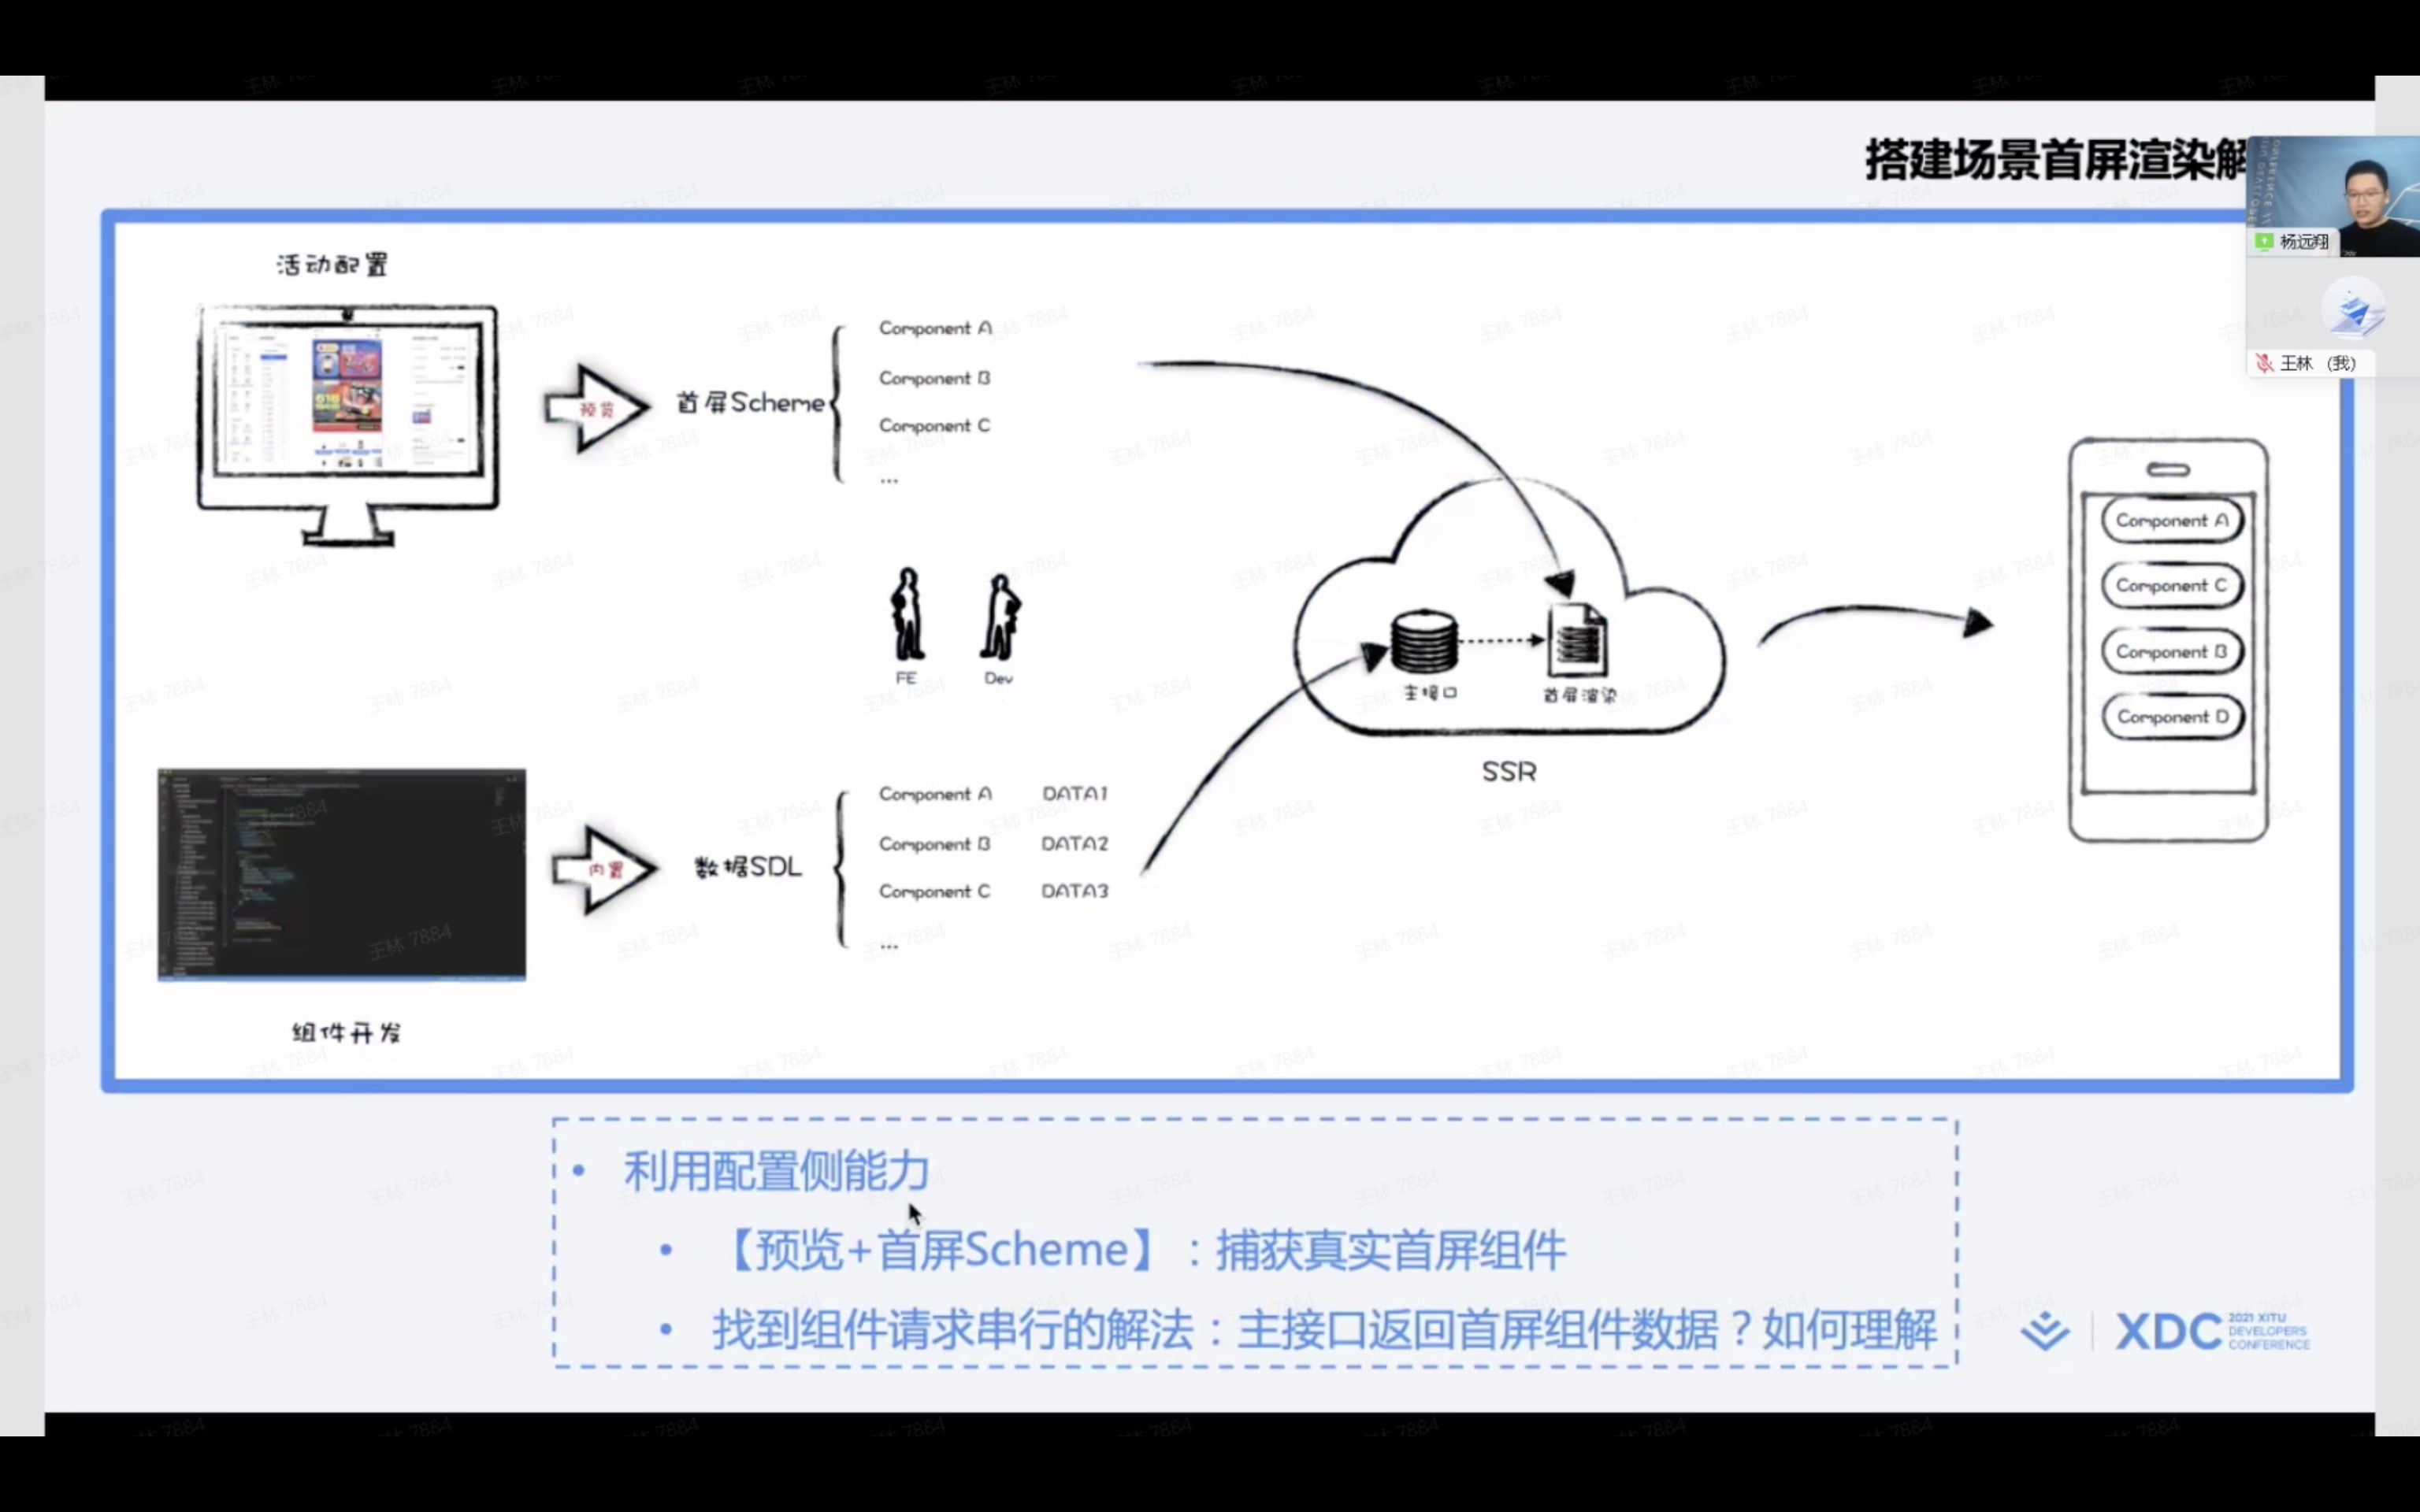 搭建场景首屏渲染解
杨远翔
王林 (我)
活动配置
预览
首屏Scheme
Component A
Component B
Component C
...
FE
Dev
主接口
首屏渲染
SSR
Component A
Component C
Component B
Component D
内置
数据SDL
Component A DATA1
Component B DATA2
Component C DATA3
...
组件开发
• 利用配置侧能力
• 【预览+首屏Scheme】:捕获真实首屏组件
• 找到组件请求串行的解法:主接口返回首屏组件数据?如何理解
XDC
2021 XITU
DEVELOPERS
CONFERENCE
王林 7884